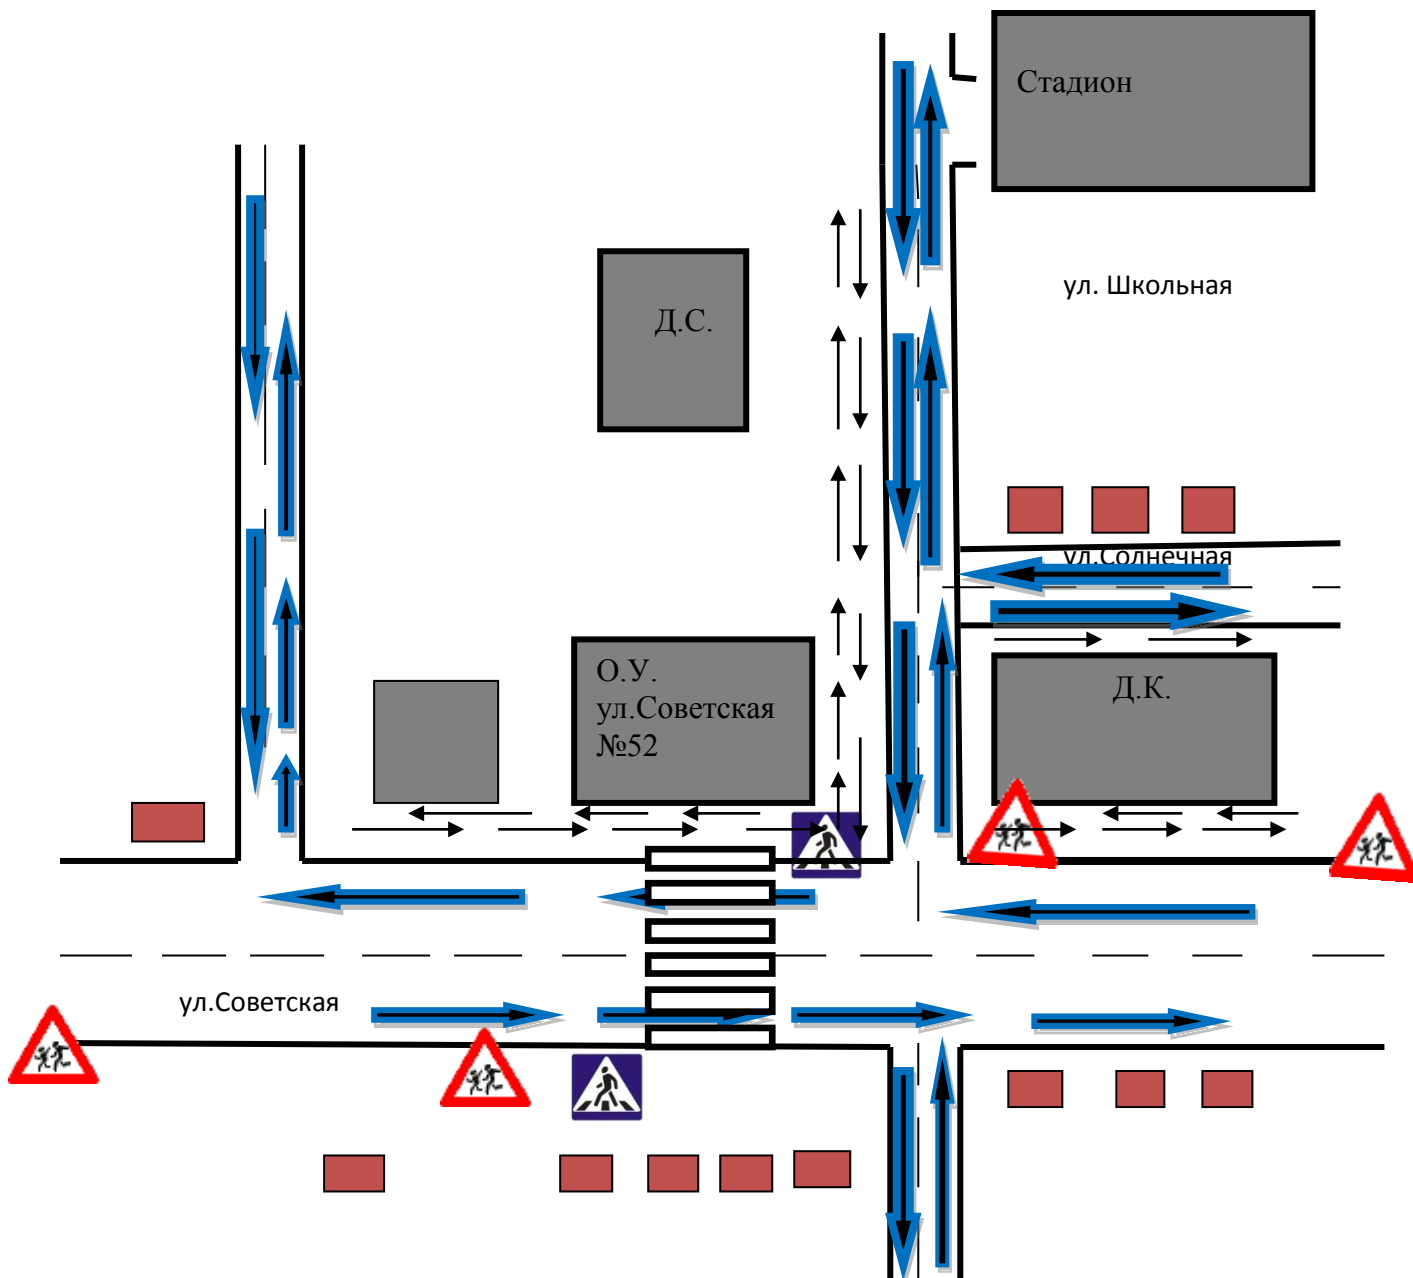 Стадион
ул. Школьная
Д.С.
ул.Солнечная
О.У.
ул.Советская
№52
Д.К.
ул.Советская